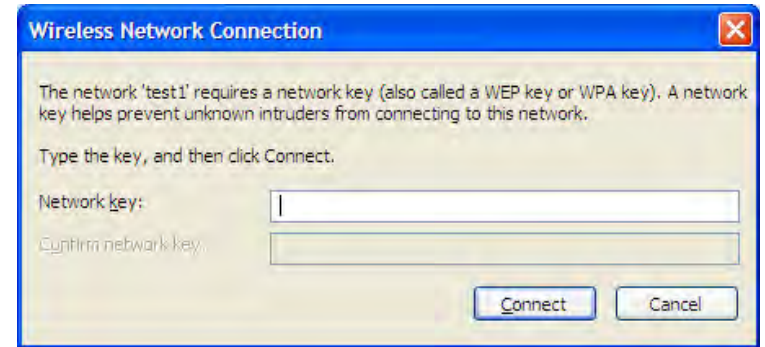 Wireless Network Connection
The network 'test1' requires a network key (also called a WEP key or WPA key). A network
key helps prevent unknown intruders from connecting to this network.
Type the key, and then click Connect.
Network key:
Confirm network key
Connect Cancel